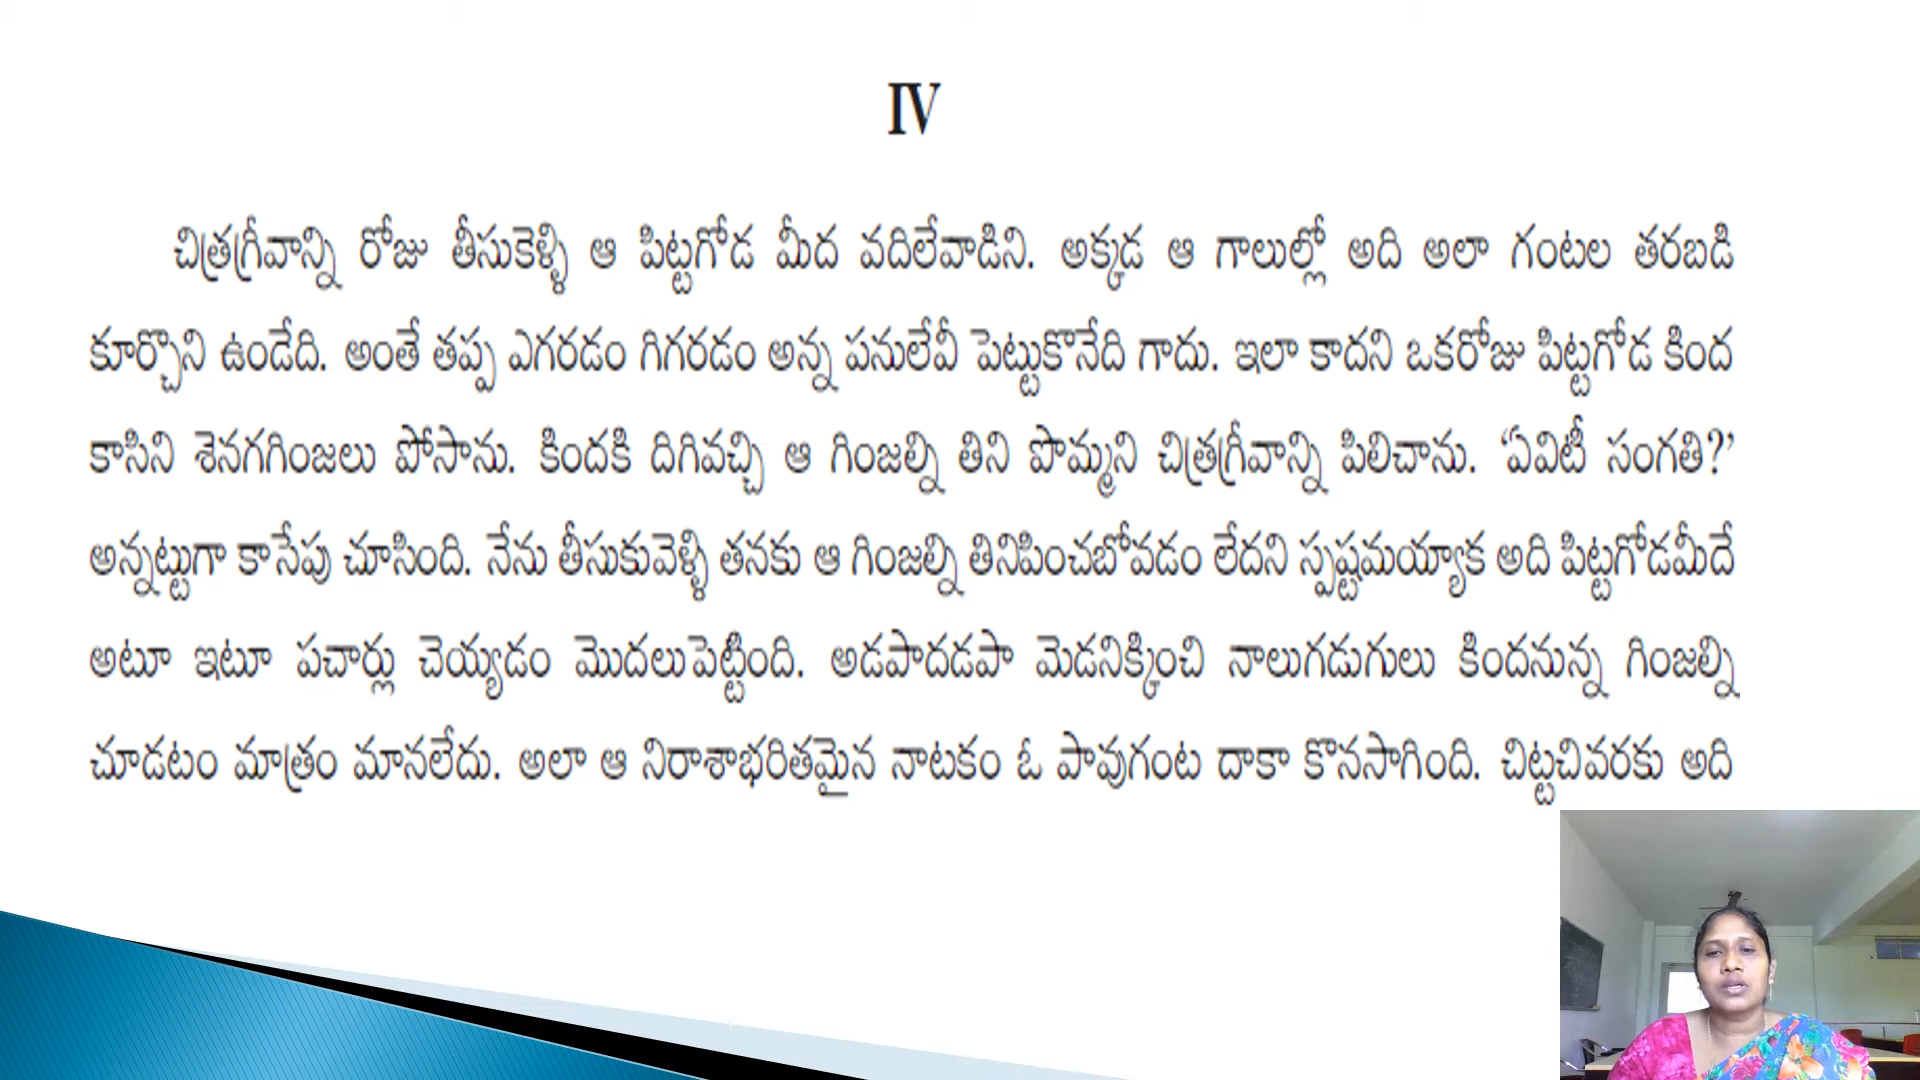 IV
చిత్రగ్రీవాన్ని రోజు తీసుకెళ్ళి ఆ పిట్టగోడ మీద వదిలేవాడిని. అక్కడ ఆ గాలుల్లో అది అలా గంటల తరబడి
కూర్చొని ఉండేది. అంతే తప్ప ఎగరడం గిగరడం అన్న పనులేవీ పెట్టుకొనేది గాదు. ఇలా కాదని ఒకరోజు పిట్టగోడ కింద
కాసిని శెనగగింజలు పోసాను. కిందకి దిగివచ్చి ఆ గింజల్ని తిని పొమ్మని చిత్రగ్రీవాన్ని పిలిచాను. ‘ఏవిటీ సంగతి?’
అన్నట్టుగా కాసేపు చూసింది. నేను తీసుకువెళ్ళి తనకు ఆ గింజల్ని తినిపించబోవడం లేదని స్పష్టమయ్యాక అది పిట్టగోడమీదే
అటూ ఇటూ పచార్లు చెయ్యడం మొదలుపెట్టింది. అడపాదడపా మెడనిక్కించి నాలుగడుగులు కిందనున్న గింజల్ని
చూడటం మాత్రం మానలేదు. అలా ఆ నిరాశాభరితమైన నాటకం ఓ పావుగంట దాకా కొనసాగింది. చిట్టచివరకు అది